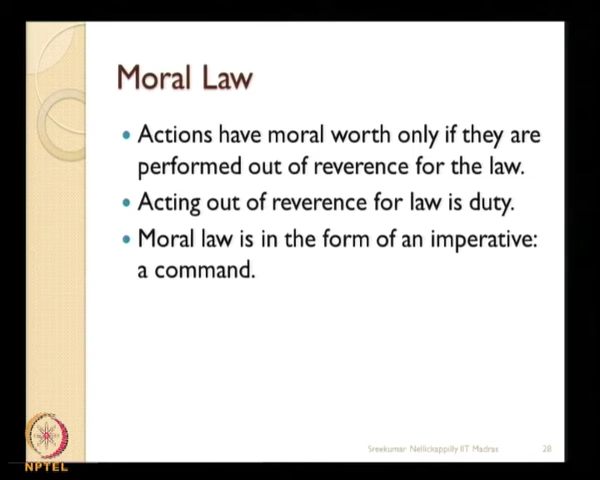 Moral Law
Actions have moral worth only if they are
performed out of reverence for the law.
Acting out of reverence for law is duty.
Moral law is in the form of an imperative:
a command.
Sreekumar Nellickappilly IIT Madras 28
NPTEL